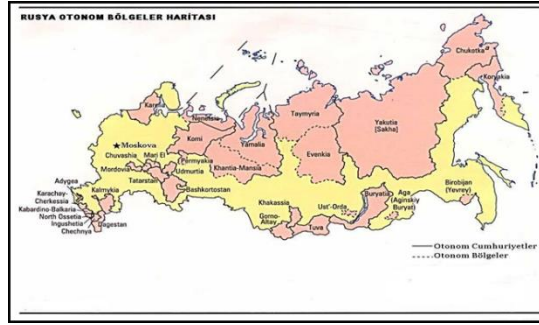 RUSYA OTONOM BÖLGELER HARİTASI
Chukotka
Koryakia
Karelia
Nenetsia
Taymyria
Yakutia
[Sakha]
Komi
Yamalia
★Moskova
Chuvashia
Mari El
Permyakia
Evenkia
Mordovia
Udmurtia
Khantia-Mansia
Adygea
Tatarstan
Bashkortostan
Karachey-
Cherkessia
Kalmykia
Birobijan
(Yevrey)
Kabardino-Balkaria
Khakassia
Ust'-Orda
Buryatia
Aga
(Aginskiy
Buryat)
North Ossetia
Gorno-
Altay
Ingushetia
Dagestan
Tuva
Chechnya
Otonom Cumhuriyetler
Otonom Bölgeler